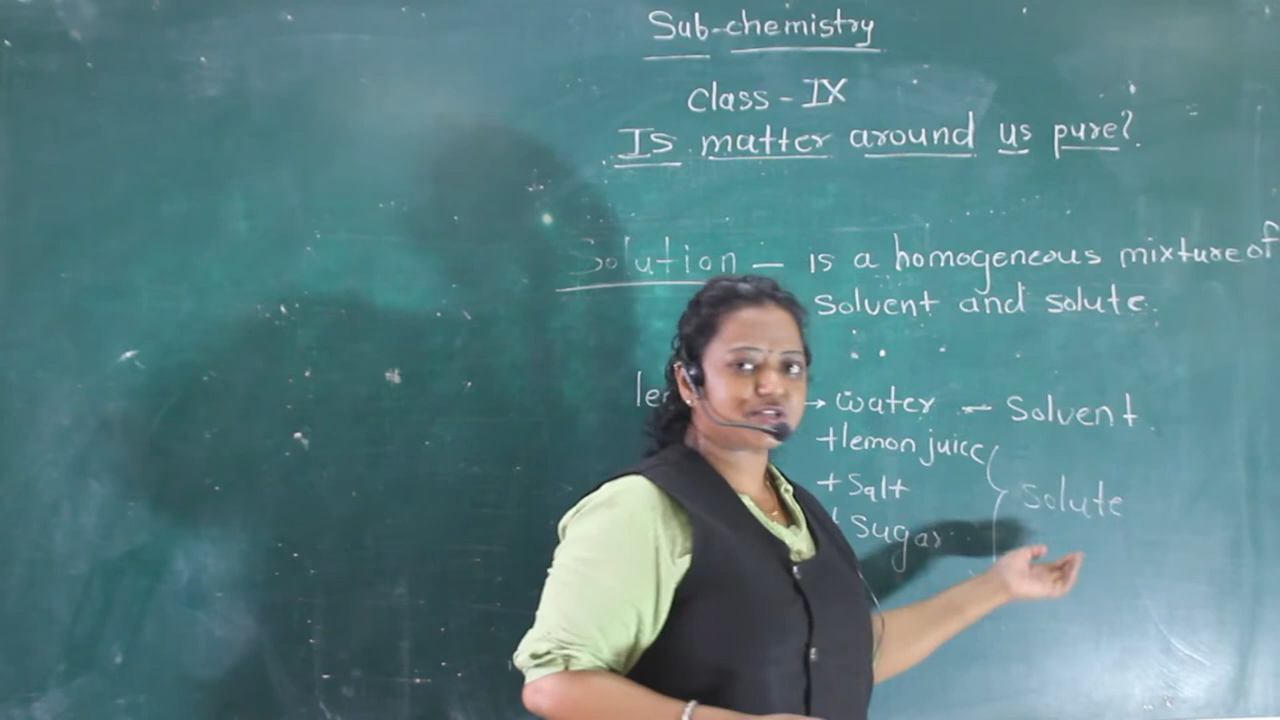 Sub-chemistry
Class - IX
Is matter around us pure?
Solution - is a homogeneous mixture of
Solvent and solute.
→ water - Solvent
+lemon juice
+ Salt
Solute
+ Sugar